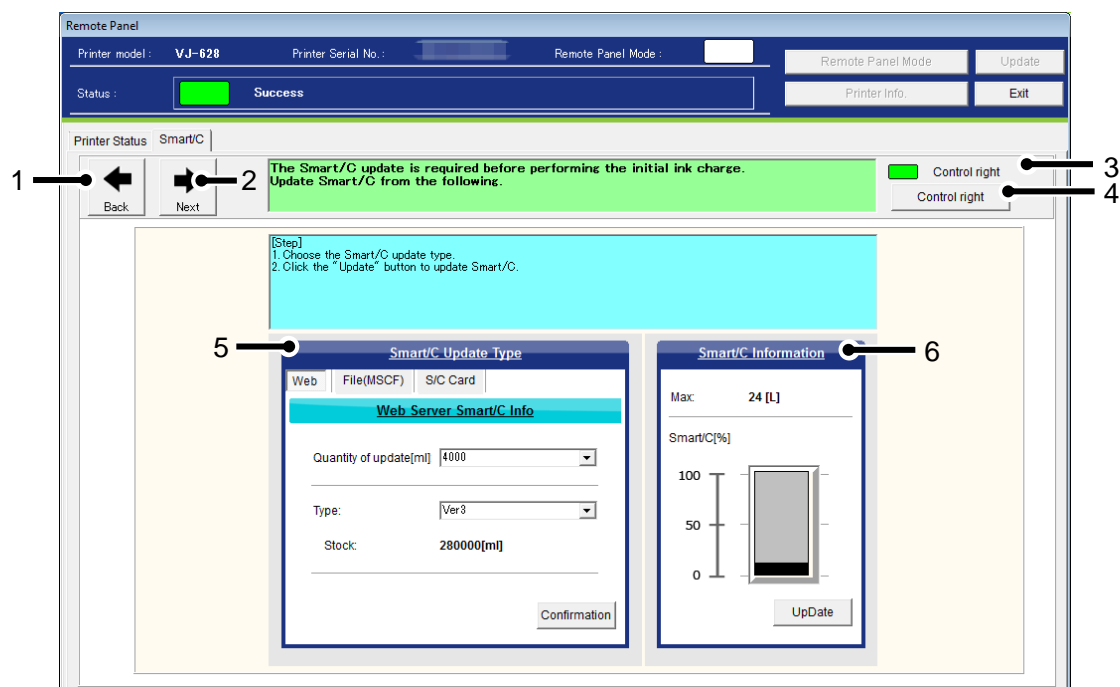 Remote Panel
Printer model : VJ-628 Printer Serial No. : Remote Panel Mode :
Remote Panel Mode Update
Status : Success
Printer Info. Exit
Printer Status Smart/C
1 Back
2 Next
The Smart/C update is required before performing the initial ink charge.
Update Smart/C from the following.
Control right 3
Control right 4
[Step]
1. Choose the Smart/C update type.
2. Click the "Update" button to update Smart/C.
5 Smart/C Update Type
Web File(MSCF) S/C Card
Web Server Smart/C Info
Quantity of update[ml] 4000
Type: Ver3
Stock: 280000[ml]
Confirmation
Smart/C Information 6
Max: 24 [L]
Smart/C[%]
100
50
0
UpDate